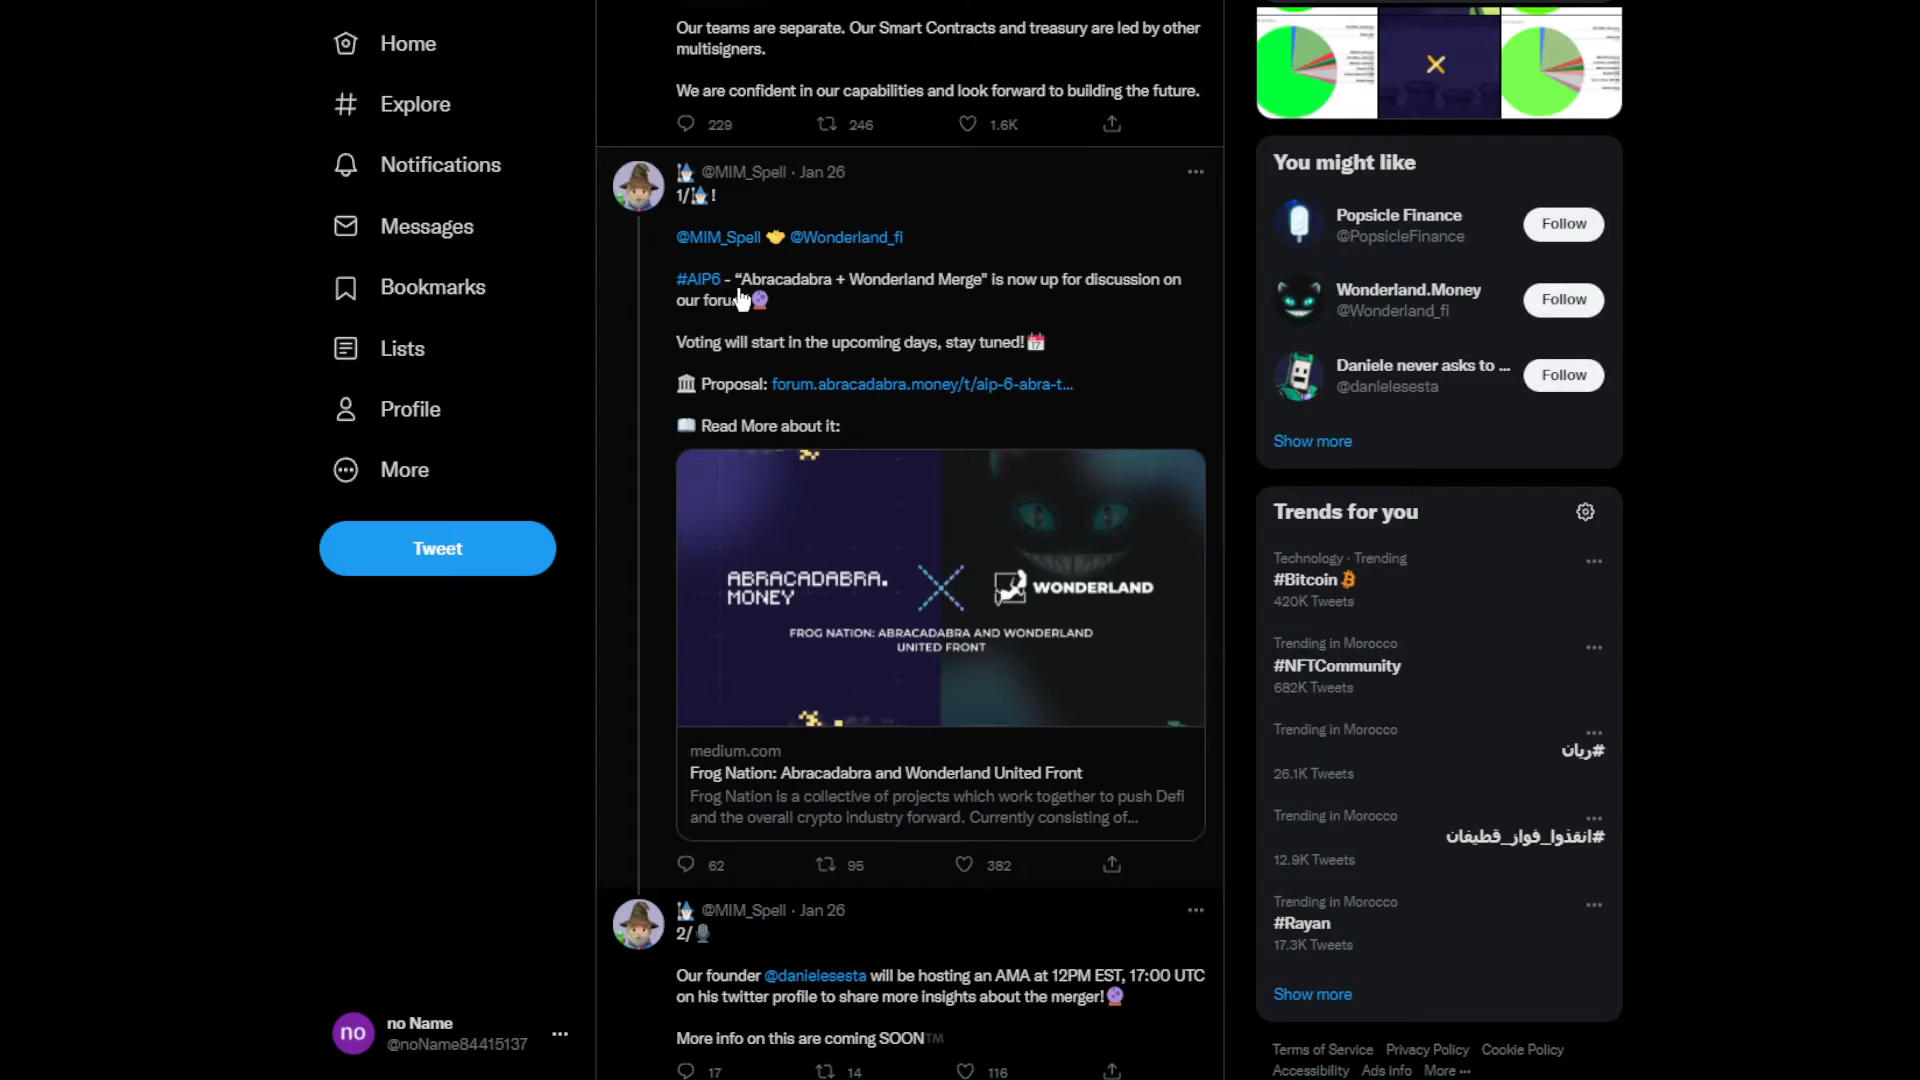 Home
Explore
Notifications
Messages
Bookmarks
Lists
Profile
More
Tweet
no
no Name
@noName84415137
Our teams are separate. Our Smart Contracts and treasury are led by other
multisigners.
We are confident in our capabilities and look forward to building the future.
229 246 1.6K
@MIM_Spell · Jan 26
1/🧙‍♂️!
@MIM_Spell 🤝 @Wonderland_fi
#AIP6 - “Abracadabra + Wonderland Merge" is now up for discussion on
our foru 🔮
Voting will start in the upcoming days, stay tuned!📅
🏛️ Proposal: forum.abracadabra.money/t/aip-6-abra-t...
📖 Read More about it:
ABRACADABRA.
MONEY
WONDERLAND
FROG NATION: ABRACADABRA AND WONDERLAND
UNITED FRONT
medium.com
Frog Nation: Abracadabra and Wonderland United Front
Frog Nation is a collective of projects which work together to push Defi
and the overall crypto industry forward. Currently consisting of...
62 95 382
@MIM_Spell · Jan 26
2/🎙️
Our founder @danielesesta will be hosting an AMA at 12PM EST, 17:00 UTC
on his twitter profile to share more insights about the merger!🔮
More info on this are coming SOON™️
17 14 116
You might like
Popsicle Finance
@PopsicleFinance
Follow
Wonderland.Money
@Wonderland_fi
Follow
Daniele never asks to ...
@danielesesta
Follow
Show more
Trends for you
Technology · Trending
#Bitcoin
420K Tweets
Trending in Morocco
#NFTCommunity
682K Tweets
Trending in Morocco
#ريان
26.1K Tweets
Trending in Morocco
#انقذوا_فواز_قطيفان
12.9K Tweets
Trending in Morocco
#Rayan
17.3K Tweets
Show more
Terms of Service Privacy Policy Cookie Policy
Accessibility Ads info More ···